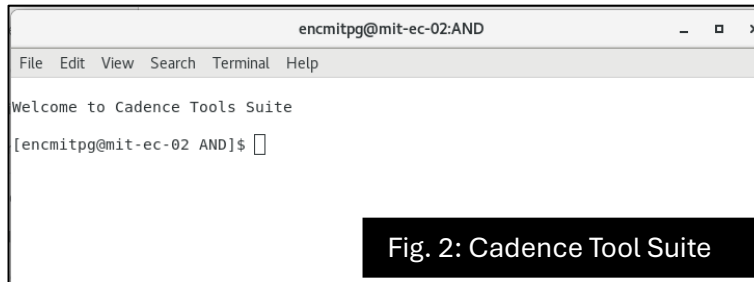 encmitpg@mit-ec-02:AND
File Edit View Search Terminal Help
Welcome to Cadence Tools Suite
[encmitpg@mit-ec-02 AND]$
Fig. 2: Cadence Tool Suite